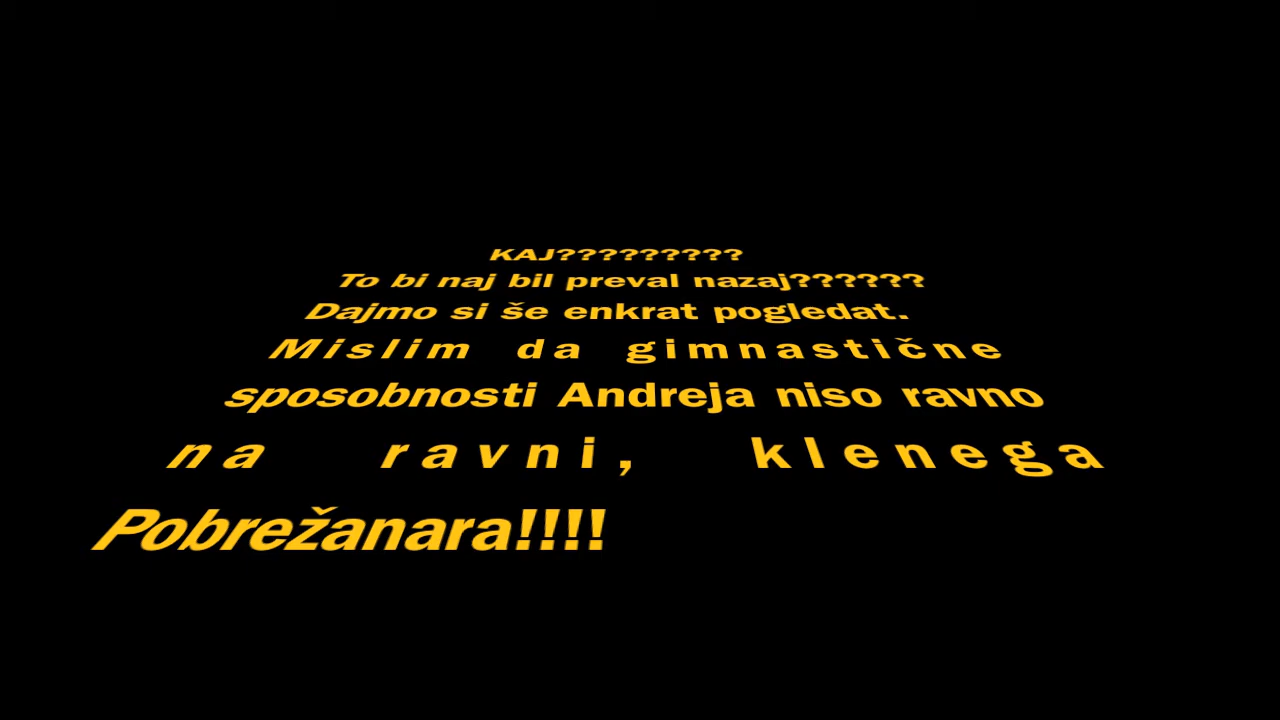 KAJ?????????
To bi naj bil preval nazaj??????
Dajmo si še enkrat pogledat.
Mislim da gimnastične
sposobnosti Andreja niso ravno
na ravni, klenega
Pobrežanara!!!!